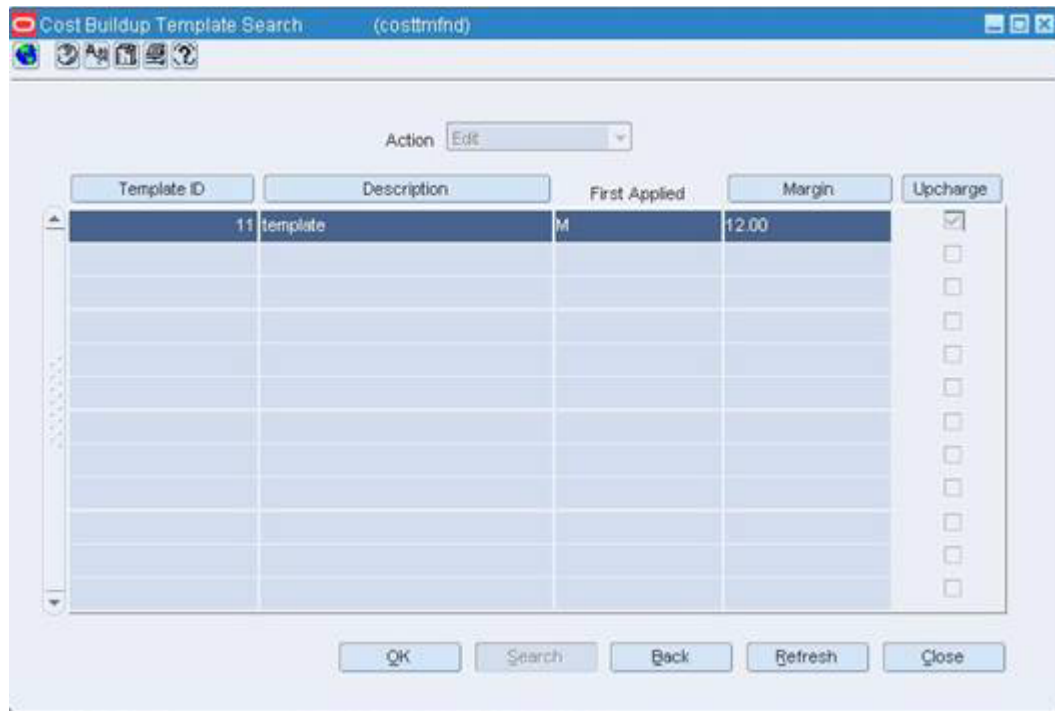 Cost Buildup Template Search (costtmfnd)
Action Edit
Template ID Description First Applied Margin Upcharge
11 template M 12.00
OK Search Back Refresh Close